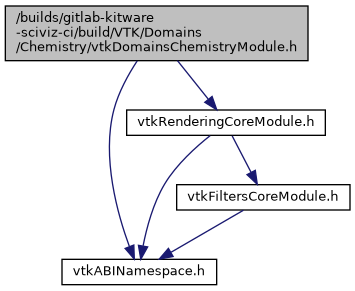 /builds/gitlab-kitware
-sciviz-ci/build/VTK/Domains
/Chemistry/vtkDomainsChemistryModule.h
vtkRenderingCoreModule.h
vtkFiltersCoreModule.h
vtkABINamespace.h